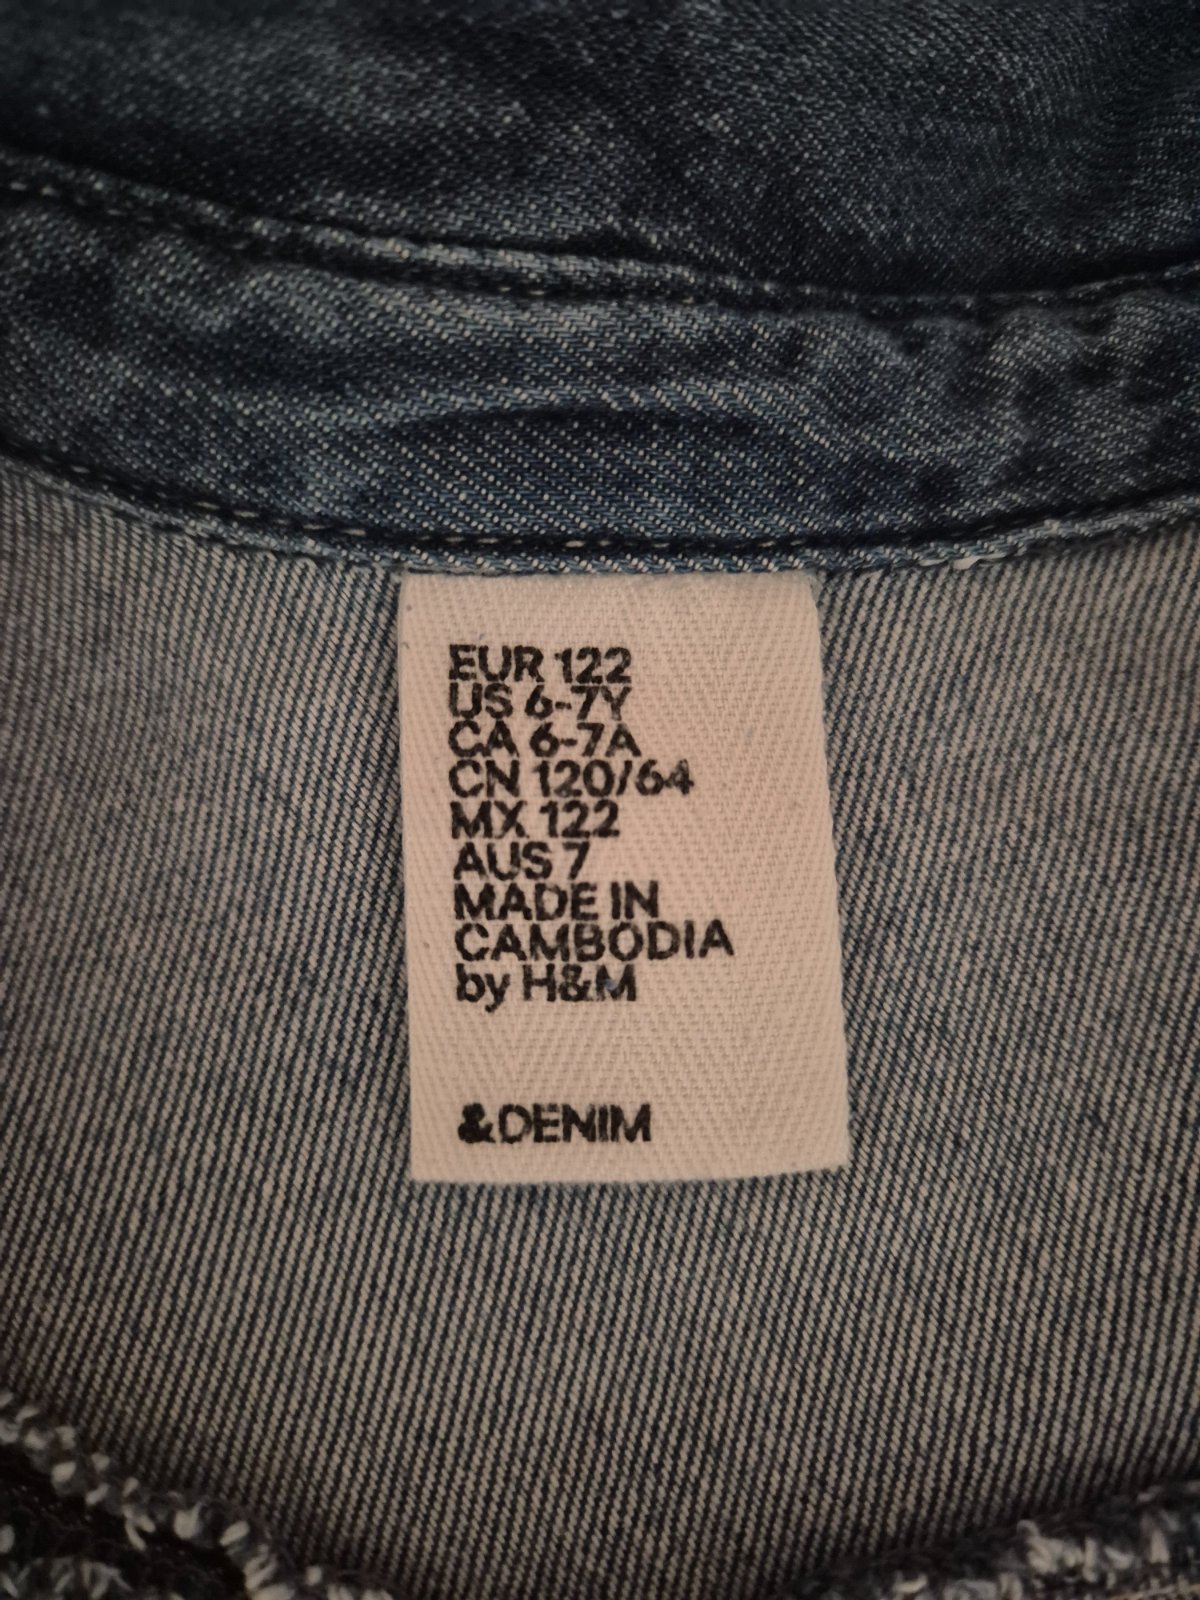 EUR 122
US 6-7Y
CA 6-7A
CN 120/64
MX 122
AUS 7
MADE IN
CAMBODIA
by H&M
&DENIM